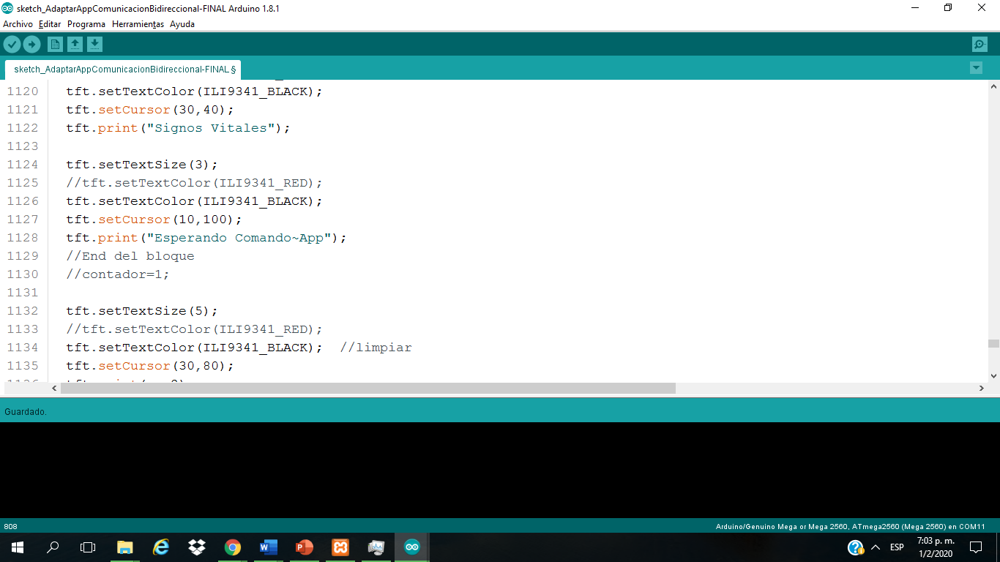 sketch_AdaptarAppComunicacionBidireccional-FINAL Arduino 1.8.1
Archivo Editar Programa Herramientas Ayuda
sketch_AdaptarAppComunicacionBidireccional-FINAL §
1120 tft.setTextColor(ILI9341_BLACK);
1121 tft.setCursor(30,40);
1122 tft.print("Signos Vitales");
1123
1124 tft.setTextSize(3);
1125 //tft.setTextColor(ILI9341_RED);
1126 tft.setTextColor(ILI9341_BLACK);
1127 tft.setCursor(10,100);
1128 tft.print("Esperando Comando~App");
1129 //End del bloque
1130 //contador=1;
1131
1132 tft.setTextSize(5);
1133 //tft.setTextColor(ILI9341_RED);
1134 tft.setTextColor(ILI9341_BLACK); //limpiar
1135 tft.setCursor(30,80);
Guardado.
808 Arduino/Genuino Mega or Mega 2560, ATmega2560 (Mega 2560) en COM11
ESP 7:03 p. m.
1/2/2020